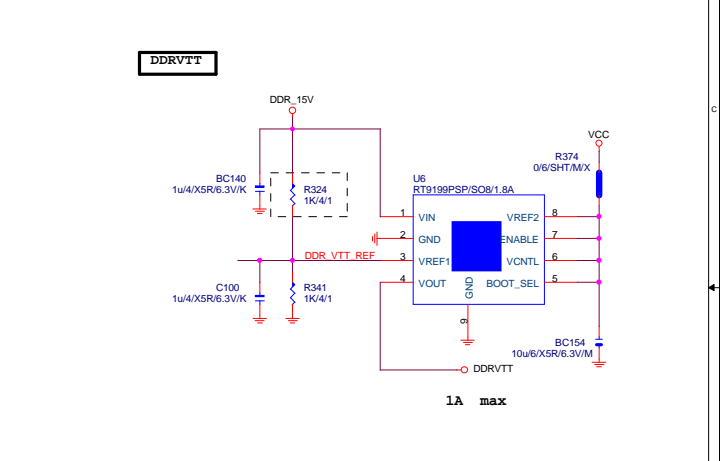 DDRVTT
C
DDR_15V
VCC
R374
0/6/SHT/M/X
BC140
1u/4/X5R/6.3V/K
R324
1K/4/1
U6
RT9199PSP/SO8/1.8A
1 VIN VREF2 8
2 GND ENABLE 7
DDR_VTT_REF 3 VREF1 VCNTL 6
4 VOUT BOOT_SEL 5
GND
9
C100
1u/4/X5R/6.3V/K
R341
1K/4/1
BC154
10u/6/X5R/6.3V/M
DDRVTT
1A max